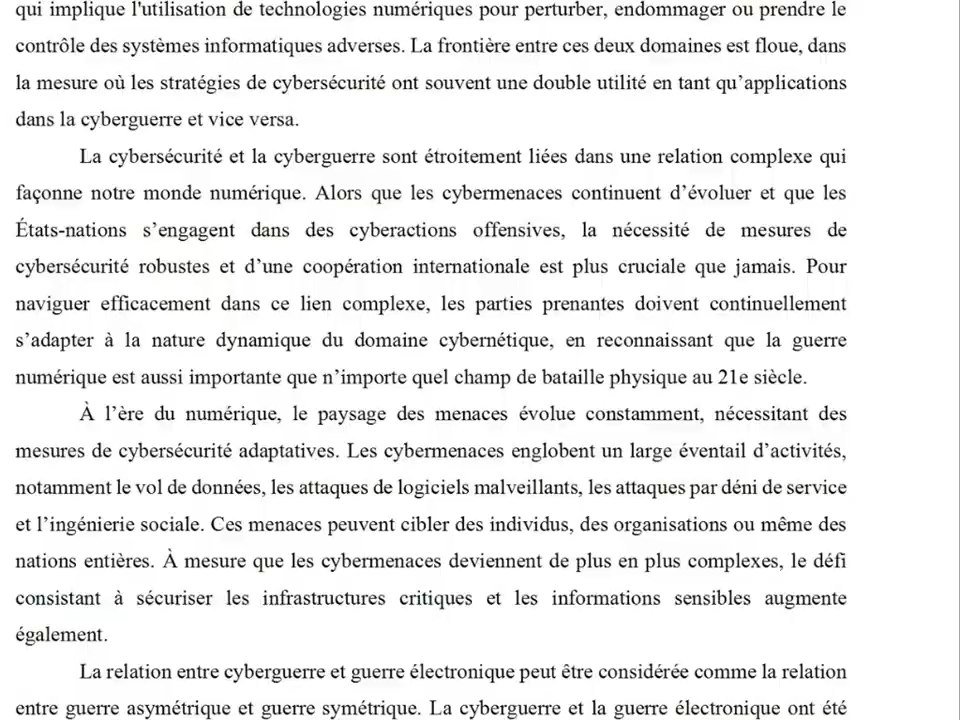 qui implique l'utilisation de technologies numériques pour perturber, endommager ou prendre le
contrôle des systèmes informatiques adverses. La frontière entre ces deux domaines est floue, dans
la mesure où les stratégies de cybersécurité ont souvent une double utilité en tant qu’applications
dans la cyberguerre et vice versa.
La cybersécurité et la cyberguerre sont étroitement liées dans une relation complexe qui
façonne notre monde numérique. Alors que les cybermenaces continuent d’évoluer et que les
États-nations s’engagent dans des cyberactions offensives, la nécessité de mesures de
cybersécurité robustes et d’une coopération internationale est plus cruciale que jamais. Pour
naviguer efficacement dans ce lien complexe, les parties prenantes doivent continuellement
s’adapter à la nature dynamique du domaine cybernétique, en reconnaissant que la guerre
numérique est aussi importante que n’importe quel champ de bataille physique au 21e siècle.
À l’ère du numérique, le paysage des menaces évolue constamment, nécessitant des
mesures de cybersécurité adaptatives. Les cybermenaces englobent un large éventail d’activités,
notamment le vol de données, les attaques de logiciels malveillants, les attaques par déni de service
et l’ingénierie sociale. Ces menaces peuvent cibler des individus, des organisations ou même des
nations entières. À mesure que les cybermenaces deviennent de plus en plus complexes, le défi
consistant à sécuriser les infrastructures critiques et les informations sensibles augmente
également.
La relation entre cyberguerre et guerre électronique peut être considérée comme la relation
entre guerre asymétrique et guerre symétrique. La cyberguerre et la guerre électronique ont été